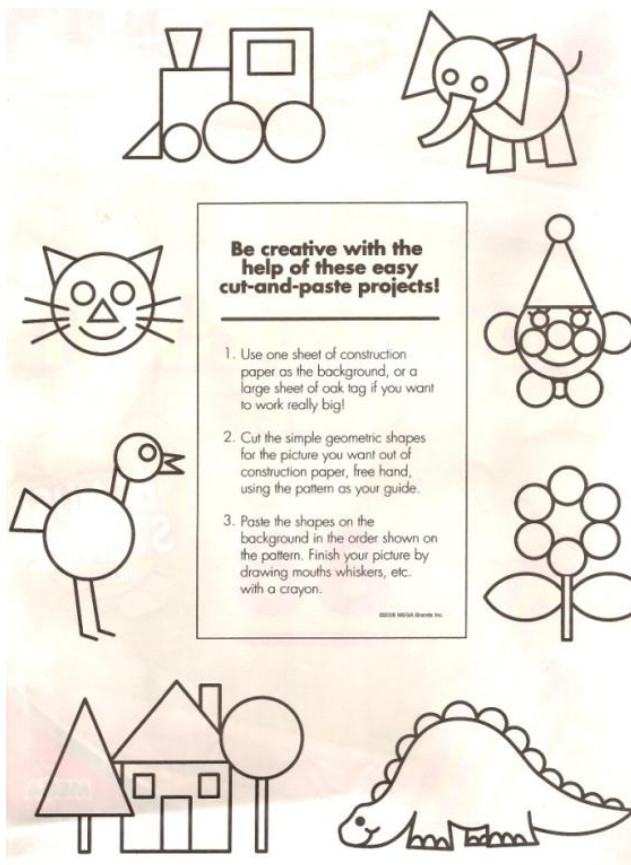 Be creative with the
help of these easy
cut-and-paste projects!
1. Use one sheet of construction
paper as the background, or a
large sheet of oak tag if you want
to work really big!
2. Cut the simple geometric shapes
for the picture you want out of
construction paper, free hand,
using the pattern as your guide.
3. Paste the shapes on the
background in the order shown on
the pattern. Finish your picture by
drawing mouths whiskers, etc.
with a crayon.
MEGA Brands Inc.